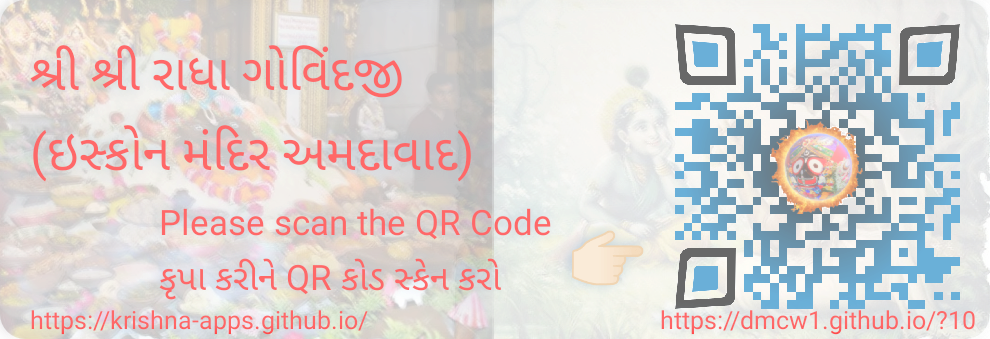 શ્રી શ્રી રાધા ગોવિંદજી
(ઇસ્કોન મંદિર અમદાવાદ)
Please scan the QR Code
કૃપા કરીને QR કોડ સ્કેન કરો
https://krishna-apps.github.io/
https://dmcw1.github.io/?10